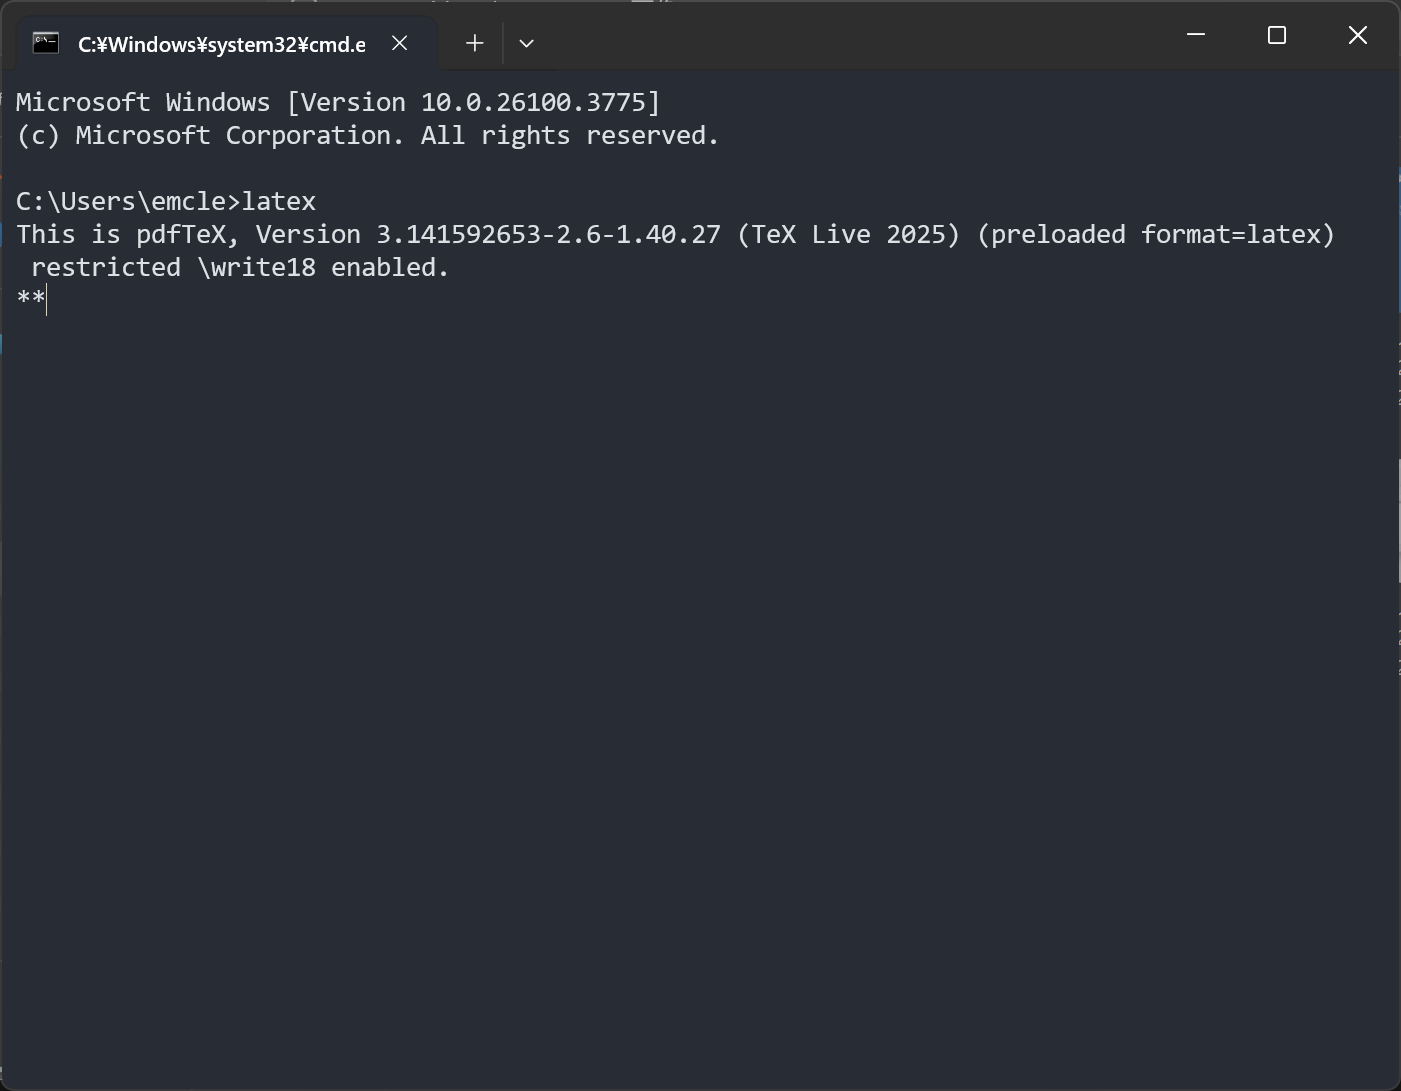 C:¥Windows¥system32¥cmd.e
Microsoft Windows [Version 10.0.26100.3775]
(c) Microsoft Corporation. All rights reserved.
C:\Users\emcle>latex
This is pdfTeX, Version 3.141592653-2.6-1.40.27 (TeX Live 2025) (preloaded format=latex)
 restricted \write18 enabled.
**